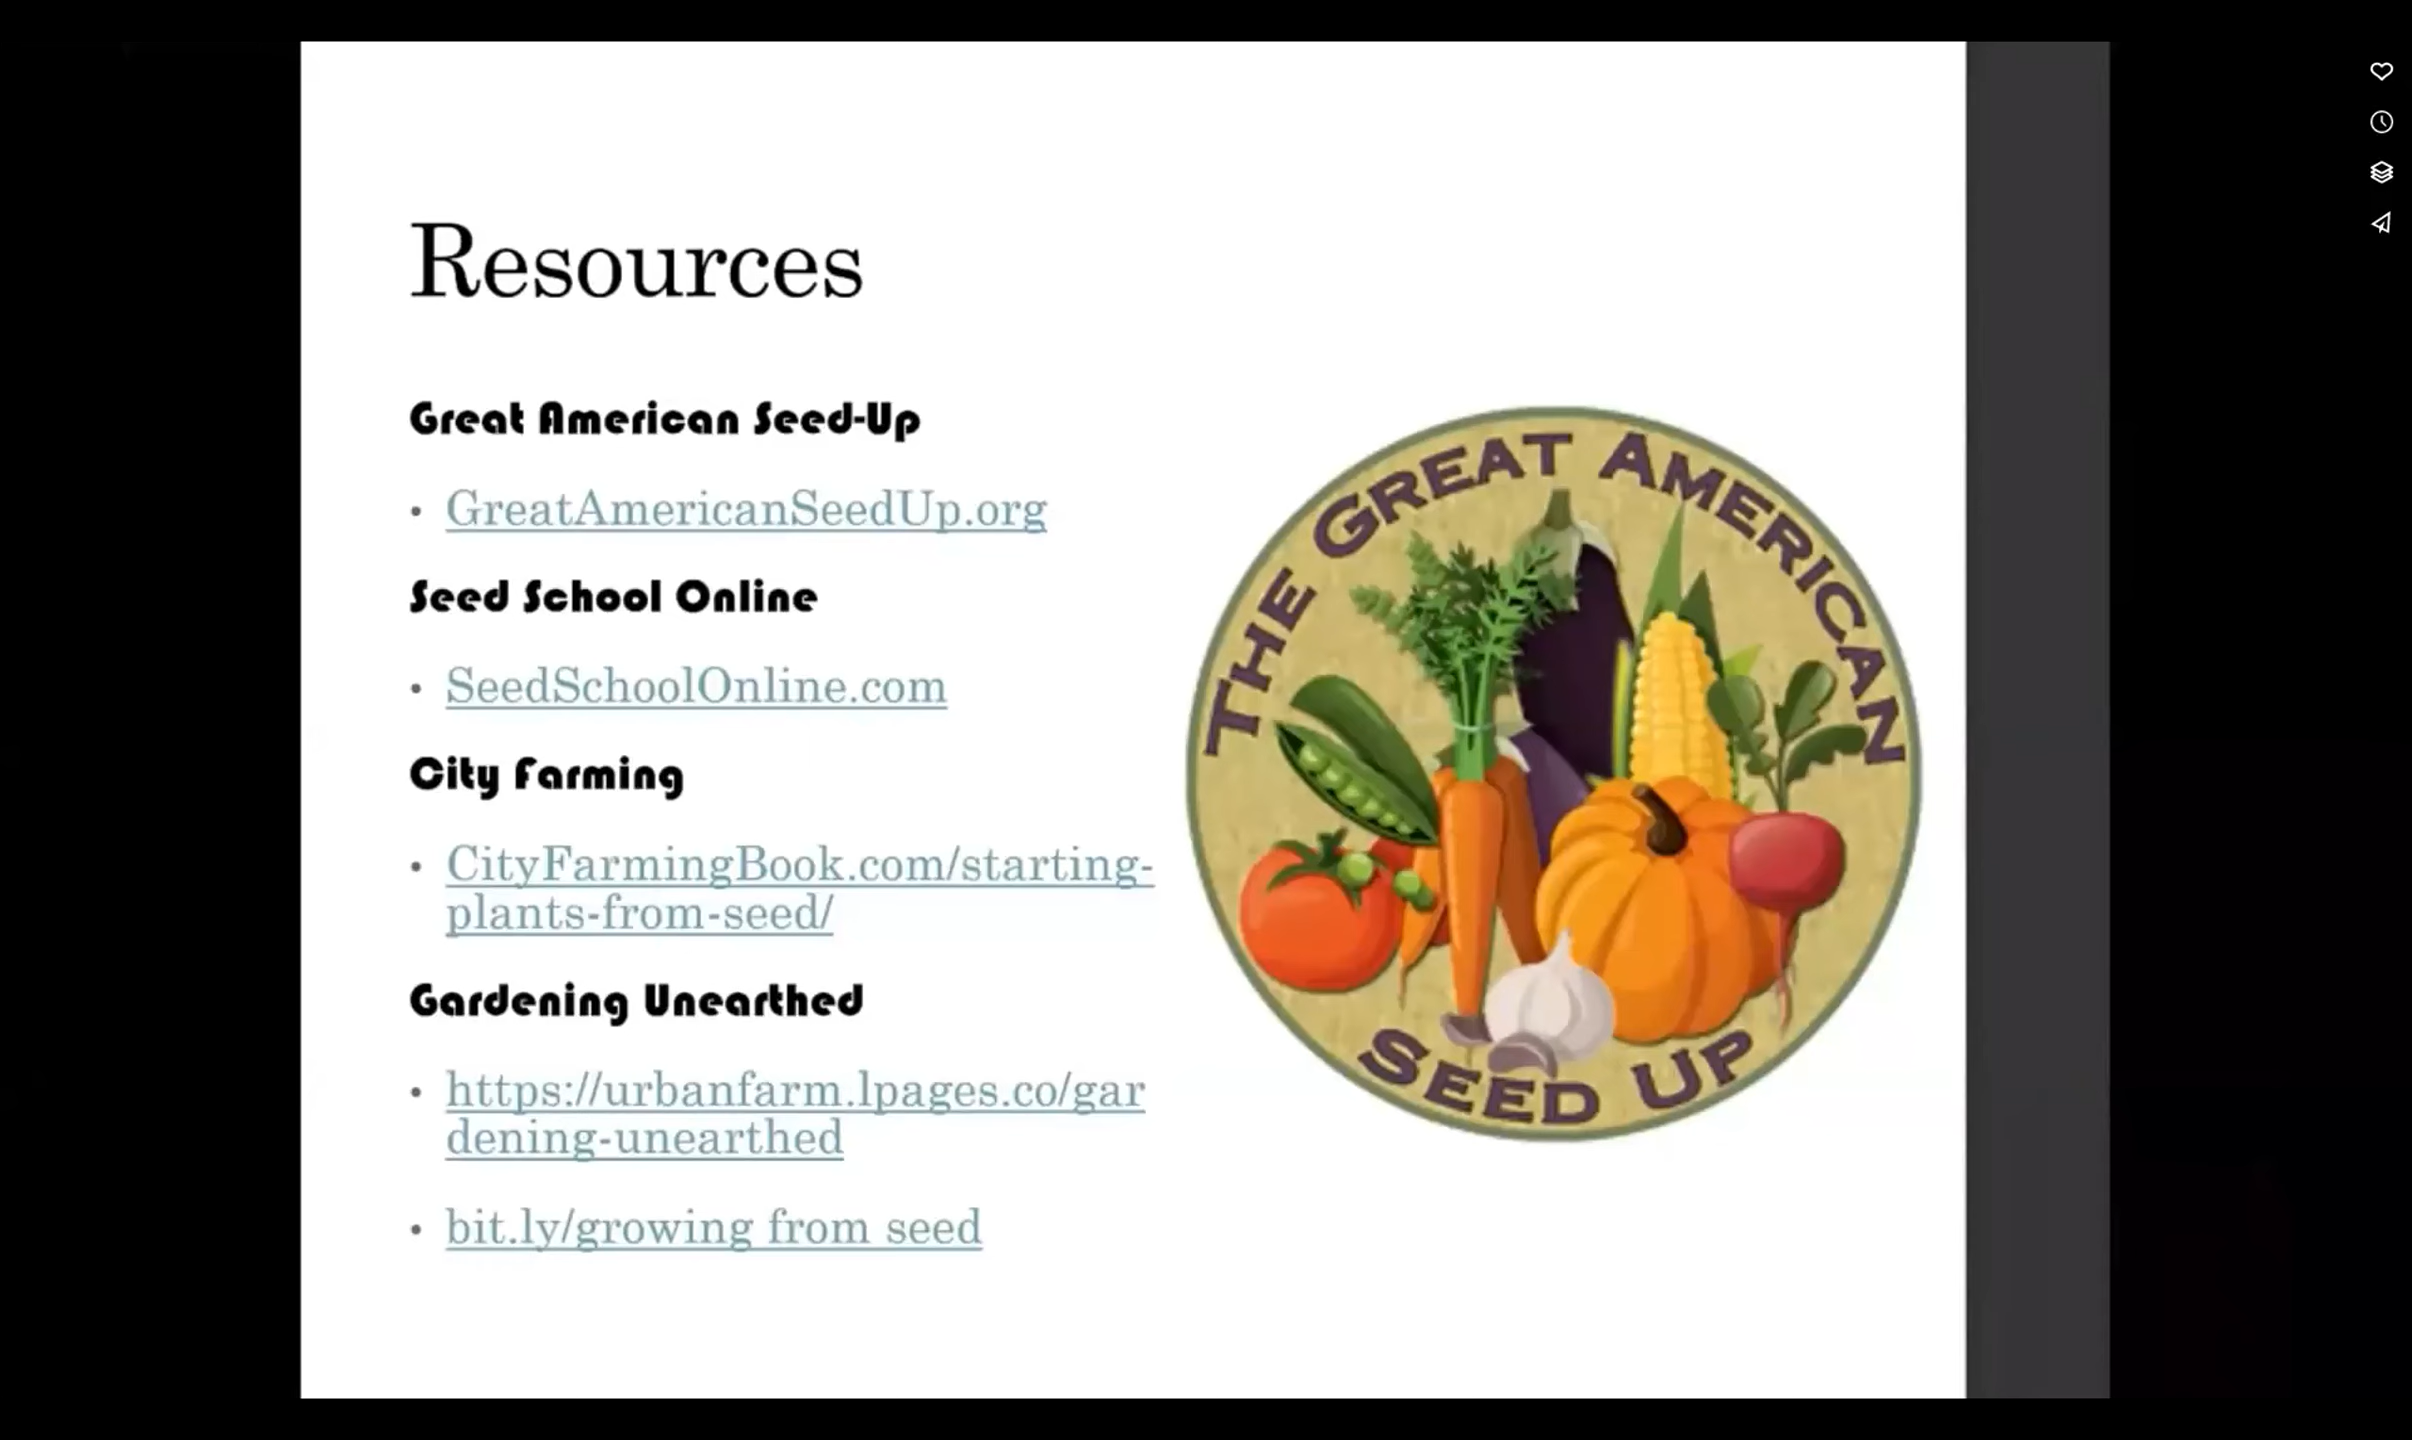 Resources
Great American Seed-Up
• GreatAmericanSeedUp.org
Seed School Online
• SeedSchoolOnline.com
City Farming
• CityFarmingBook.com/starting-
plants-from-seed/
Gardening Unearthed
• https://urbanfarm.lpages.co/gar
dening-unearthed
• bit.ly/growing from seed
THE GREAT AMERICAN
SEED UP